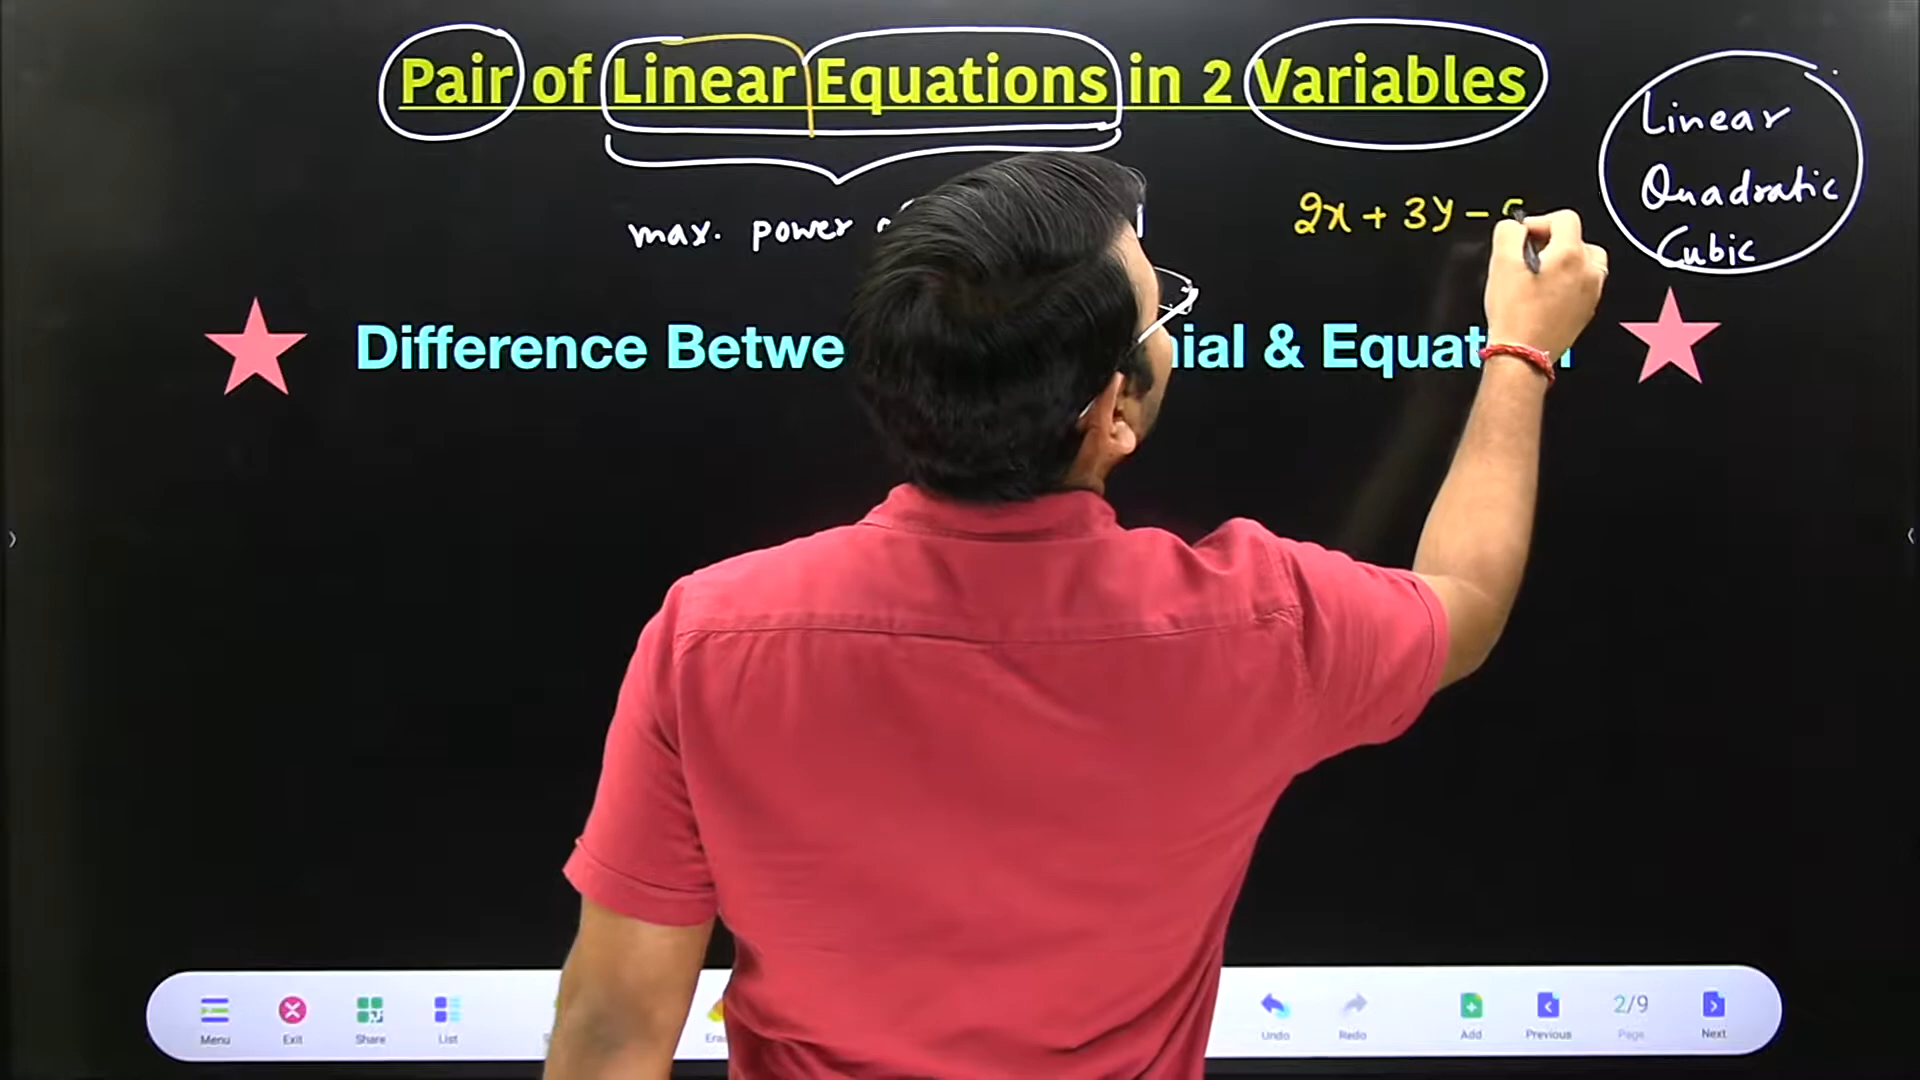 Pair of Linear Equations in 2 Variables
Linear
Quadratic
Cubic
max. power
2x + 3y -
Difference Betwe
& Equat
Menu
Exit
Share
List
Undo
Redo
Add
Previous
2/9
Page
Next